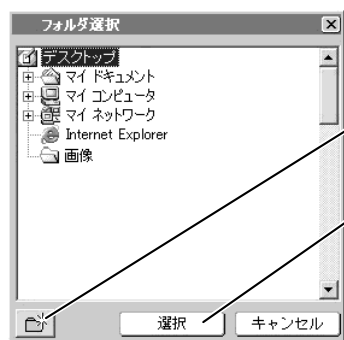 フォルダ選択
デスクトップ
マイ ドキュメント
マイ コンピュータ
マイ ネットワーク
Internet Explorer
画像
選択
キャンセル